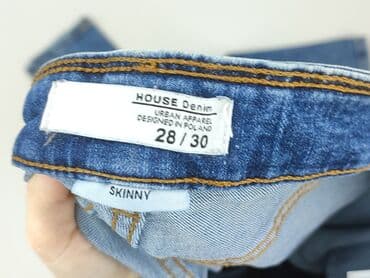 HOUSE Denim
URBAN APPAREL
DESIGNED IN POLAND
28 / 30
SKINNY